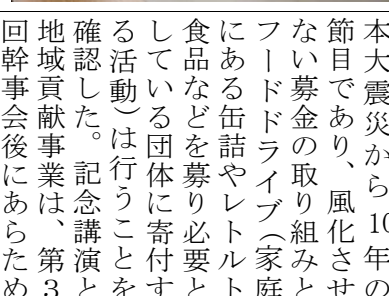 本大震災から10年の
節目であり、風化させ
ない募金の取り組みと
フードドライブ（家庭
にある缶詰やレトルト
食品などを募り必要と
している団体に寄付す
る活動）は行うことを
確認した。記念講演と
地域貢献事業は、第3
回幹事会後にあらため